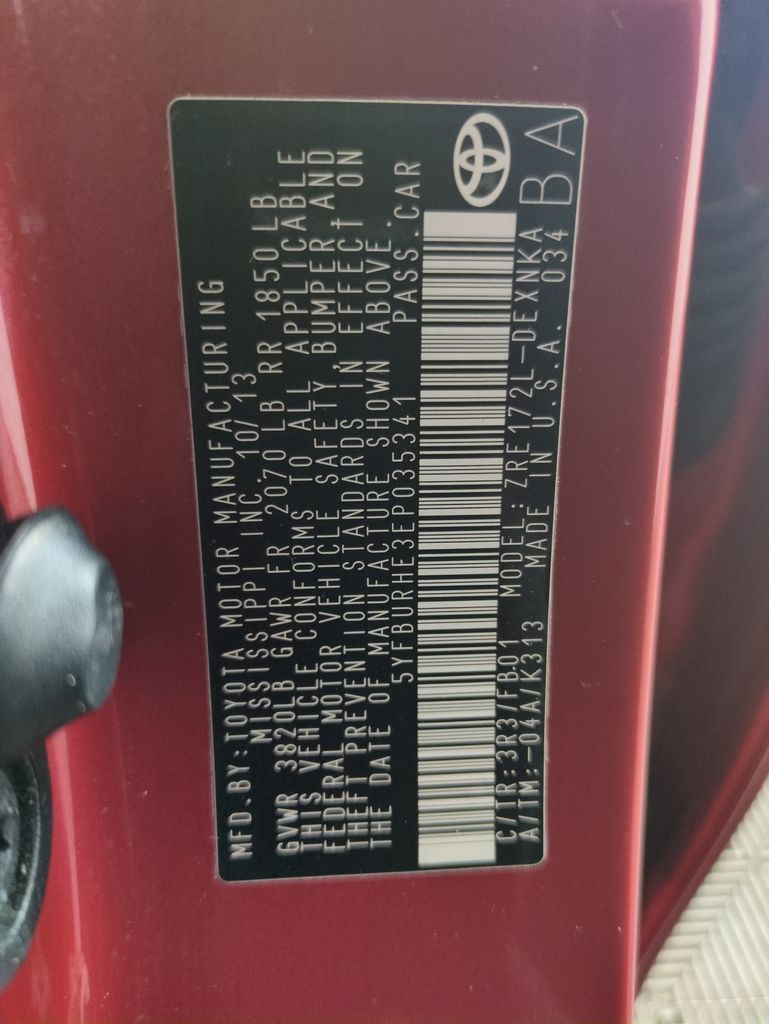 MFD.BY:TOYOTA MOTOR MANUFACTURING
MISSISSIPPI INC. 10/13
GVWR 3820LB GAWR FR 2070 LB RR 1850 LB
THIS VEHICLE CONFORMS TO ALL APPLICABLE
FEDERAL MOTOR VEHICLE SAFETY, BUMPER, AND
THEFT PREVENTION STANDARDS IN EFFECT ON
THE DATE OF MANUFACTURE SHOWN ABOVE.
5YFBURHE3EP035341 PASS.CAR
C/TR:3R3/FB01 MODEL: ZRE172L-DEXNKA
A/TM:-04A/K313 MADE IN U.S.A. 034
BA